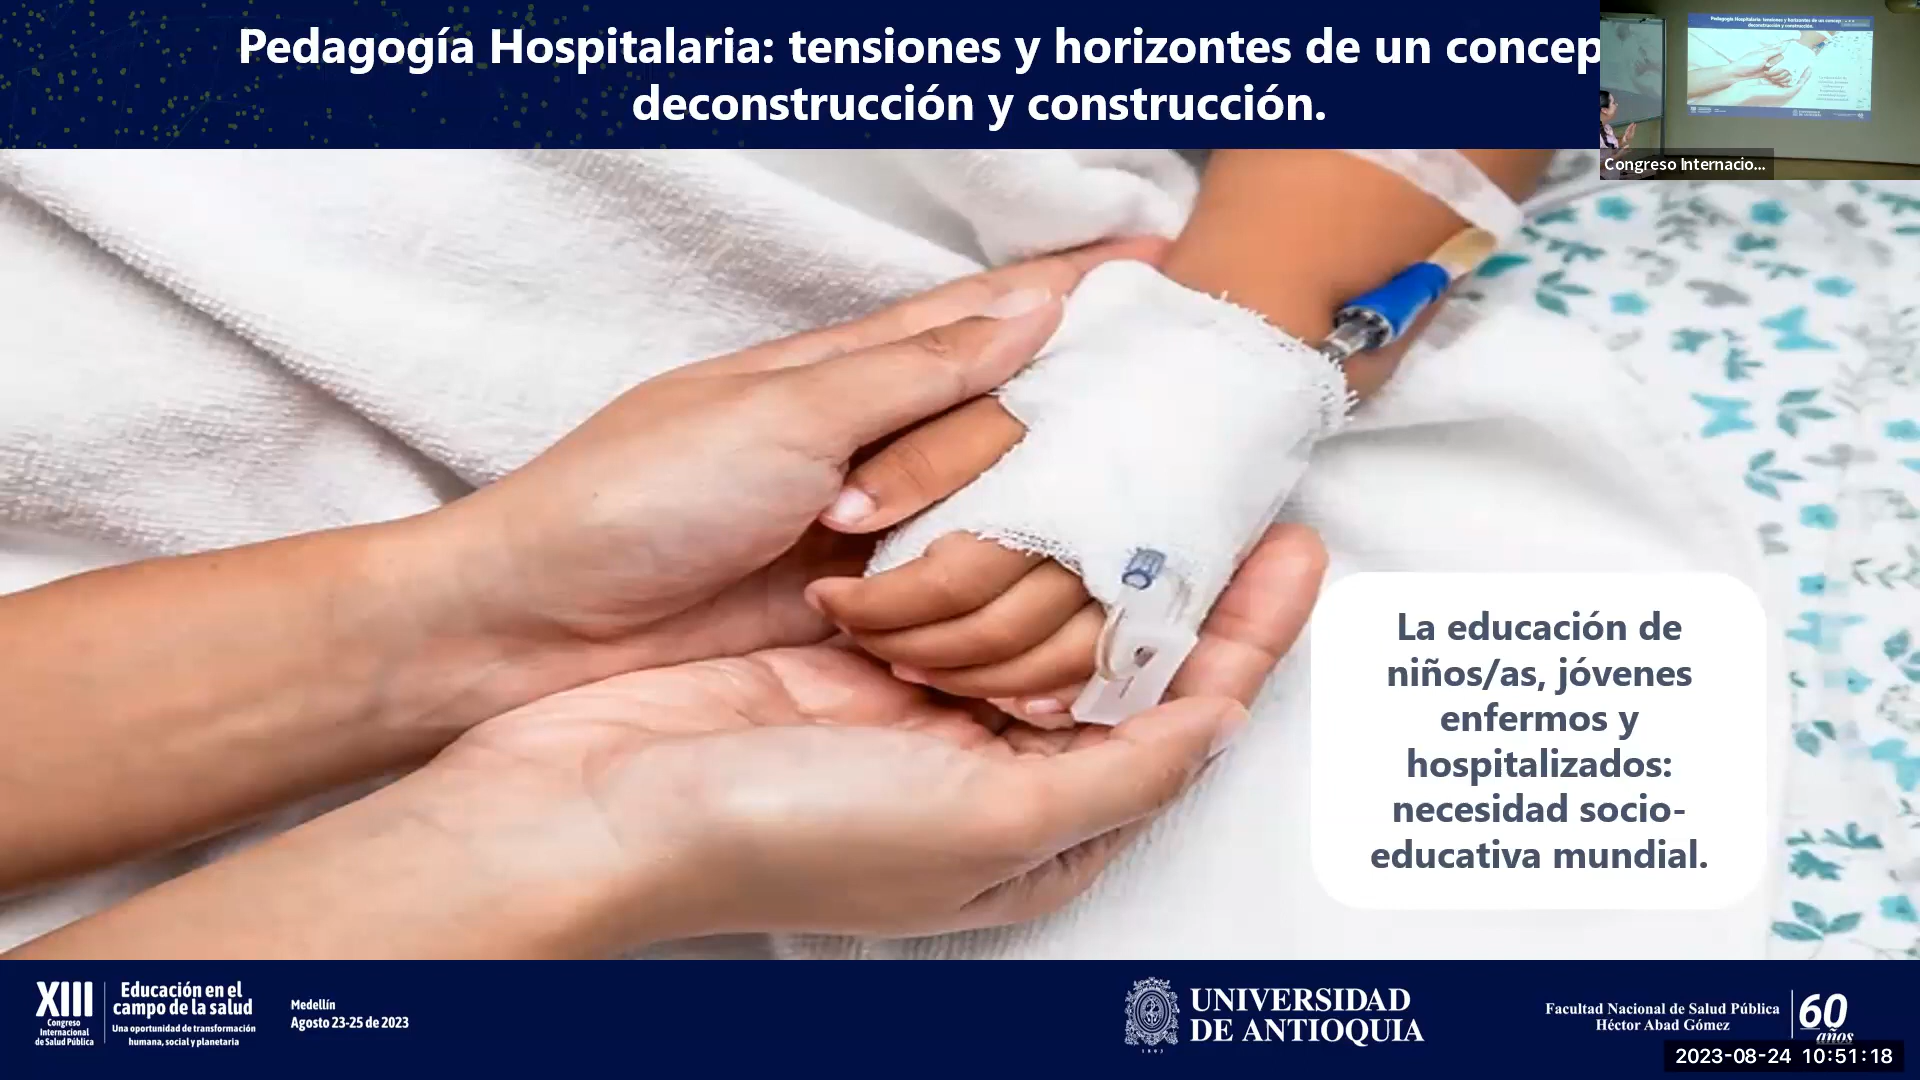 Pedagogía Hospitalaria: tensiones y horizontes de un concep
deconstrucción y construcción.
Congreso Internacio...
La educación de
niños/as, jóvenes
enfermos y
hospitalizados:
necesidad socio-
educativa mundial.
XIII
Congreso
Internacional
de Salud Pública
Educación en el
campo de la salud
Una oportunidad de transformación
humana, social y planetaria
Medellín
Agosto 23-25 de 2023
UNIVERSIDAD
DE ANTIOQUIA
1803
Facultad Nacional de Salud Pública
Héctor Abad Gómez
60
años
2023-08-24 10:51:18